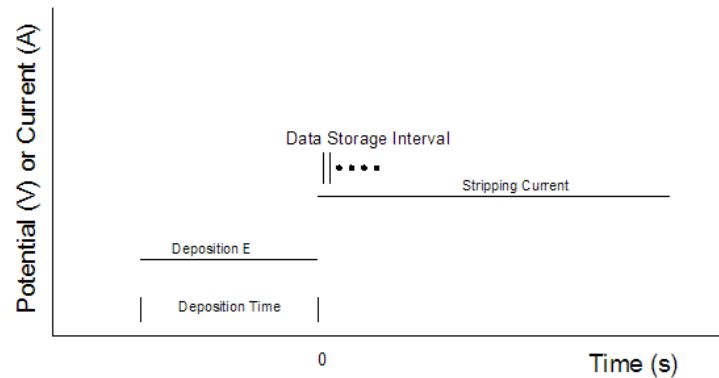 Potential (V) or Current (A)
Data Storage Interval
Stripping Current
Deposition E
Deposition Time
0
Time (s)